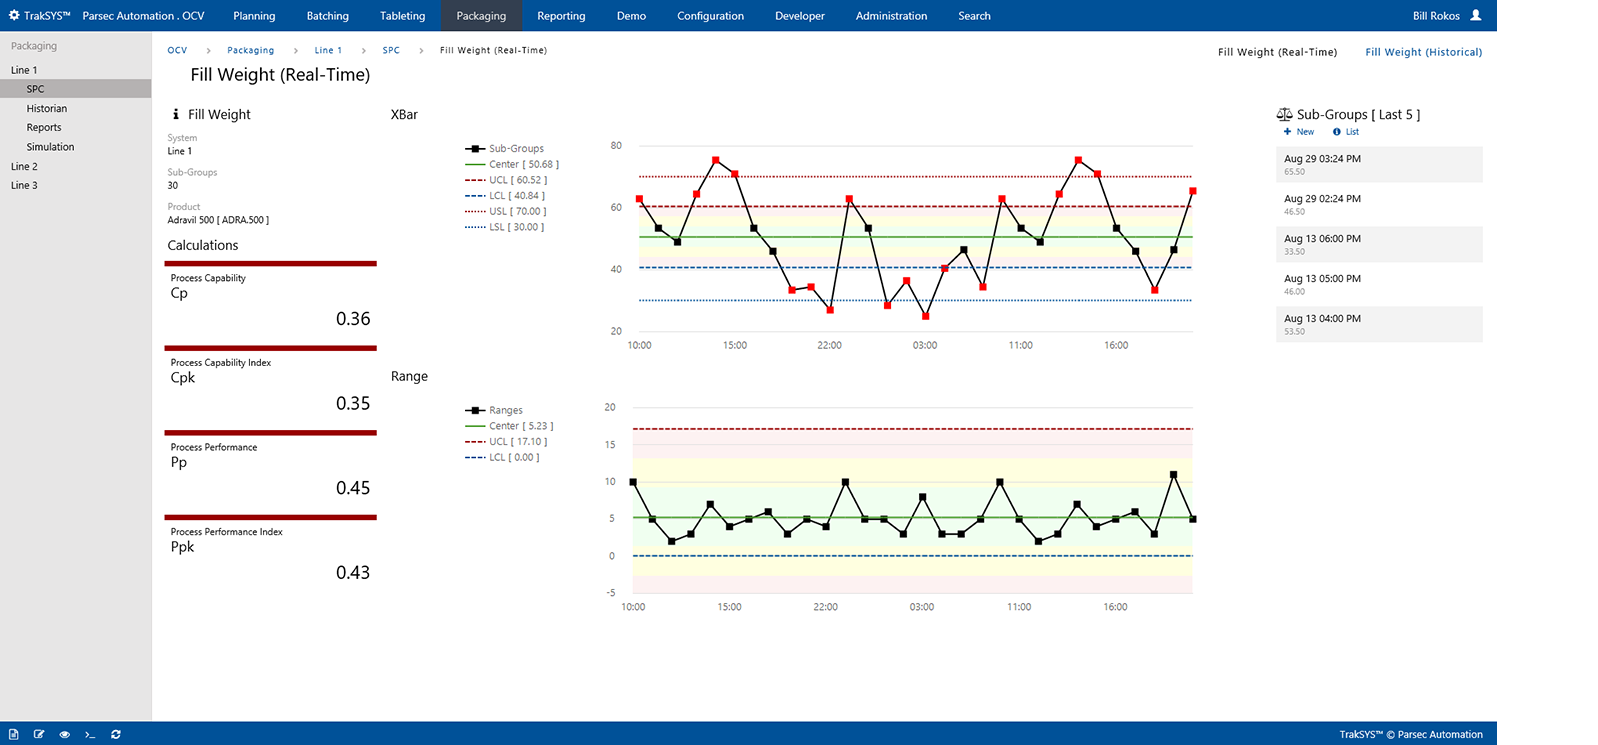 TrakSYS™ Parsec Automation . OCV Planning Batching Tableting Packaging Reporting Demo Configuration Developer Administration Search Bill Rokos
Packaging
Line 1
SPC
Historian
Reports
Simulation
Line 2
Line 3
OCV > Packaging > Line 1 > SPC > Fill Weight (Real-Time)
Fill Weight (Real-Time) Fill Weight (Historical)
Fill Weight (Real-Time)
Fill Weight
System
Line 1
Sub-Groups
30
Product
Adravil 500 [ ADRA.500 ]
Calculations
Process Capability
Cp
0.36
Process Capability Index
Cpk
0.35
Process Performance
Pp
0.45
Process Performance Index
Ppk
0.43
XBar
Sub-Groups
Center [ 50.68 ]
UCL [ 60.52 ]
LCL [ 40.84 ]
USL [ 70.00 ]
LSL [ 30.00 ]
80
60
40
20
10:00 15:00 22:00 03:00 11:00 16:00
Range
Ranges
Center [ 5.23 ]
UCL [ 17.10 ]
LCL [ 0.00 ]
20
15
10
5
0
-5
10:00 15:00 22:00 03:00 11:00 16:00
Sub-Groups [ Last 5 ]
+ New List
Aug 29 03:24 PM
65.50
Aug 29 02:24 PM
46.50
Aug 13 06:00 PM
33.50
Aug 13 05:00 PM
46.00
Aug 13 04:00 PM
53.50
TrakSYS™ © Parsec Automation